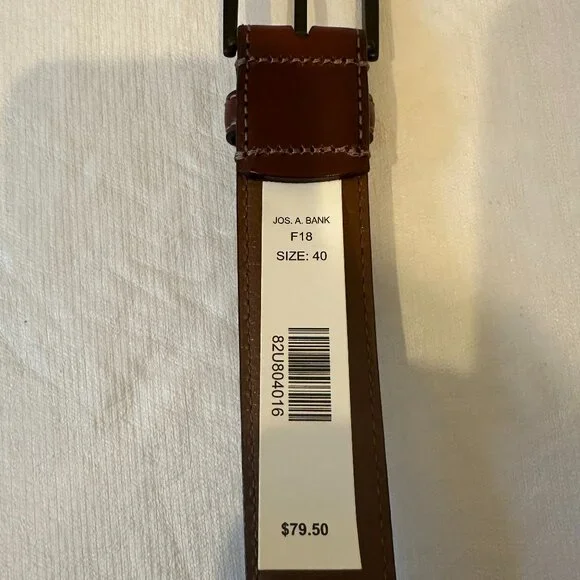 JOS. A. BANK
F18
SIZE: 40
82U804016
$79.50